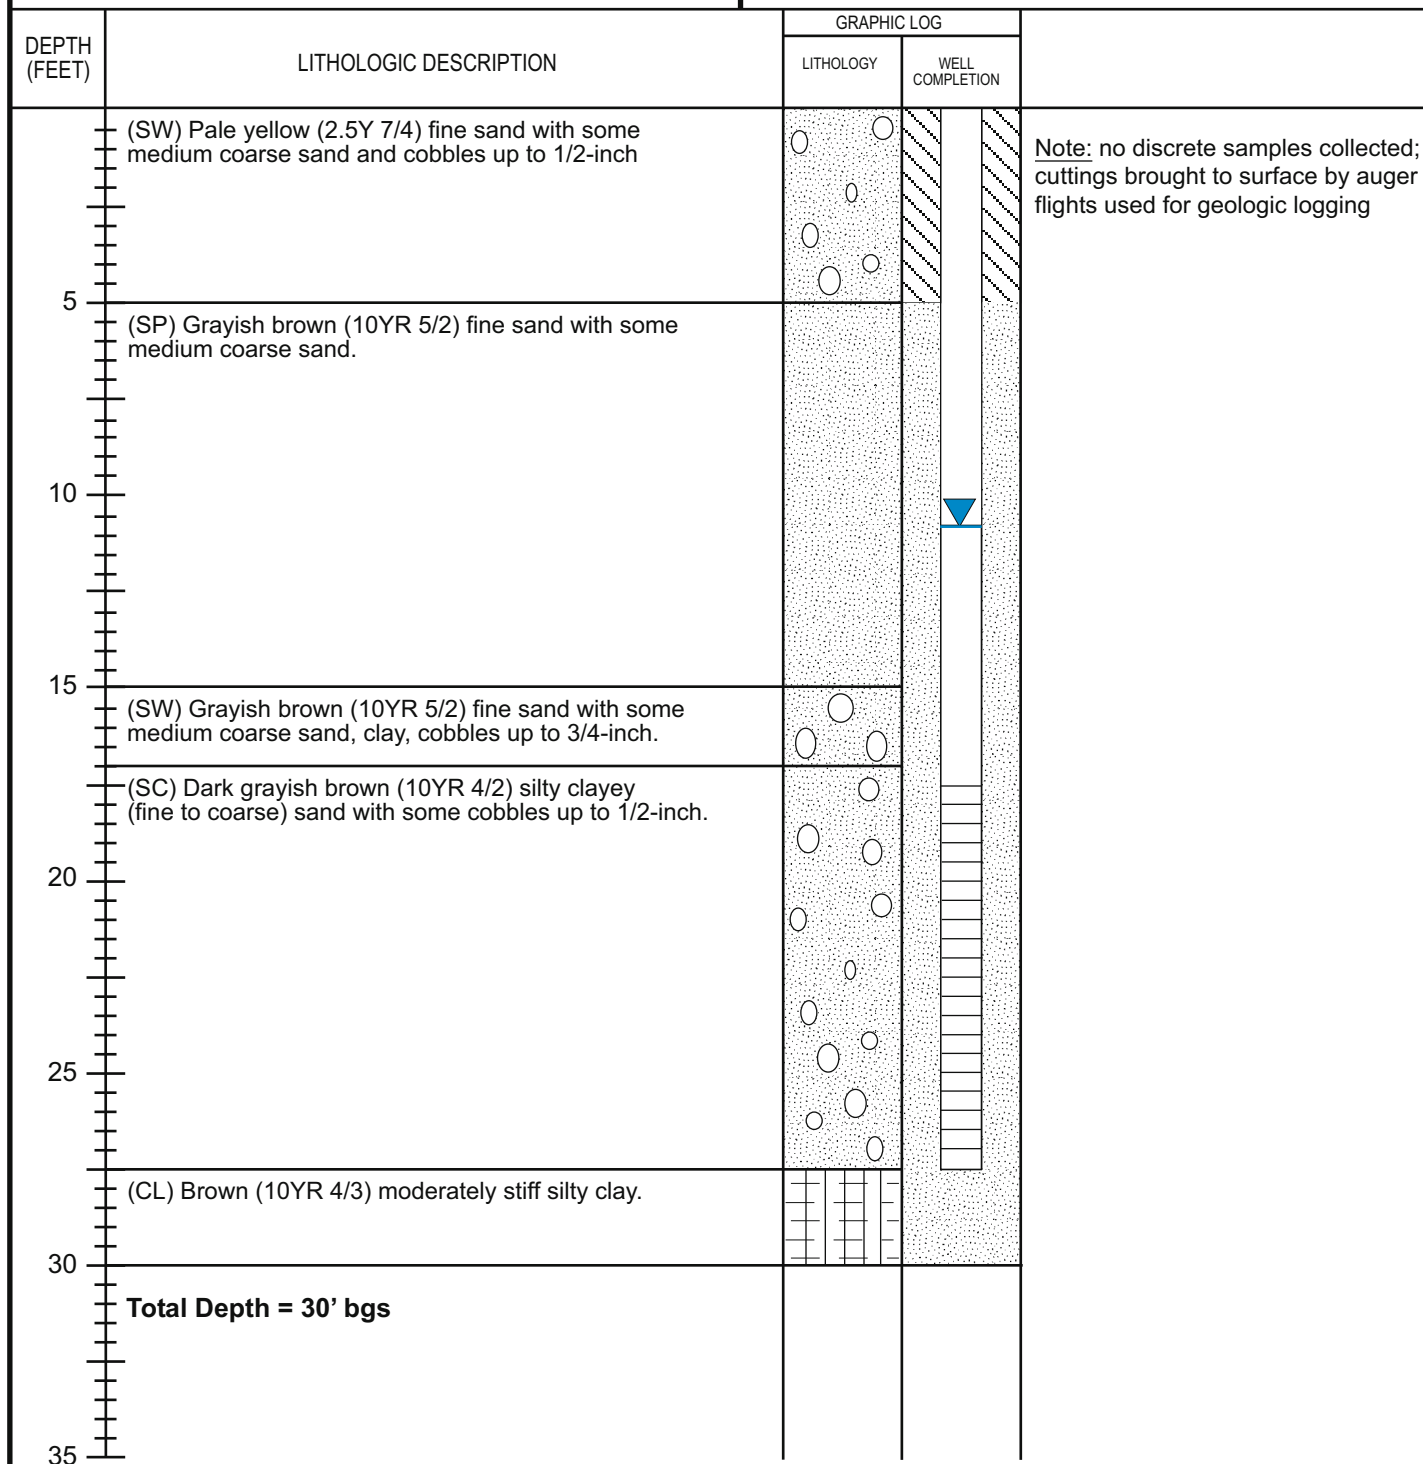 DEPTH
(FEET)
LITHOLOGIC DESCRIPTION
GRAPHIC LOG
LITHOLOGY
WELL
COMPLETION
(SW) Pale yellow (2.5Y 7/4) fine sand with some
medium coarse sand and cobbles up to 1/2-inch
Note: no discrete samples collected;
cuttings brought to surface by auger
flights used for geologic logging
5
(SP) Grayish brown (10YR 5/2) fine sand with some
medium coarse sand.
10
15
(SW) Grayish brown (10YR 5/2) fine sand with some
medium coarse sand, clay, cobbles up to 3/4-inch.
(SC) Dark grayish brown (10YR 4/2) silty clayey
(fine to coarse) sand with some cobbles up to 1/2-inch.
20
25
(CL) Brown (10YR 4/3) moderately stiff silty clay.
30
Total Depth = 30’ bgs
35